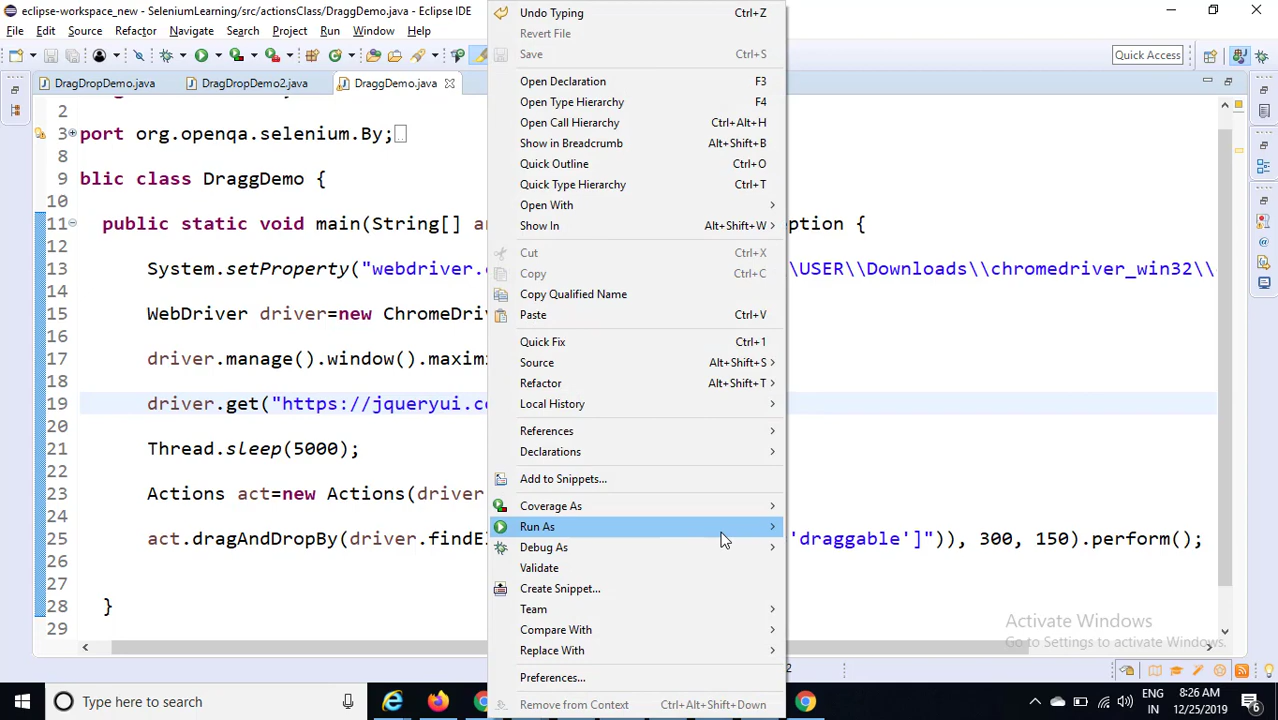 eclipse-workspace_new - SeleniumLearning/src/actionsClass/DraggDemo.java - Eclipse IDE
File Edit Source Refactor Navigate Search Project Run Window Help
Quick Access
DragDropDemo.java DragDropDemo2.java DraggDemo.java
2
3 port org.openqa.selenium.By;
8
9 blic class DraggDemo {
10
11 public static void main(String[] ption {
12
13 System.setProperty("webdriver. \USER\\Downloads\\chromedriver_win32\\
14
15 WebDriver driver=new ChromeDri
16
17 driver.manage().window().maxim
18
19 driver.get("https://jqueryui.c
20
21 Thread.sleep(5000);
22
23 Actions act=new Actions(driver
24
25 act.dragAndDropBy(driver.findEl 'draggable']")), 300, 150).perform();
26
27
28 }
29
Undo Typing Ctrl+Z
Revert File
Save Ctrl+S
Open Declaration F3
Open Type Hierarchy F4
Open Call Hierarchy Ctrl+Alt+H
Show in Breadcrumb Alt+Shift+B
Quick Outline Ctrl+O
Quick Type Hierarchy Ctrl+T
Open With
Show In Alt+Shift+W
Cut Ctrl+X
Copy Ctrl+C
Copy Qualified Name
Paste Ctrl+V
Quick Fix Ctrl+1
Source Alt+Shift+S
Refactor Alt+Shift+T
Local History
References
Declarations
Add to Snippets...
Coverage As
Run As
Debug As
Validate
Create Snippet...
Team
Compare With
Replace With
Preferences...
Remove from Context Ctrl+Alt+Shift+Down
Activate Windows
Go to Settings to activate Windows.
2
Type here to search
ENG
IN
8:26 AM
12/25/2019
6